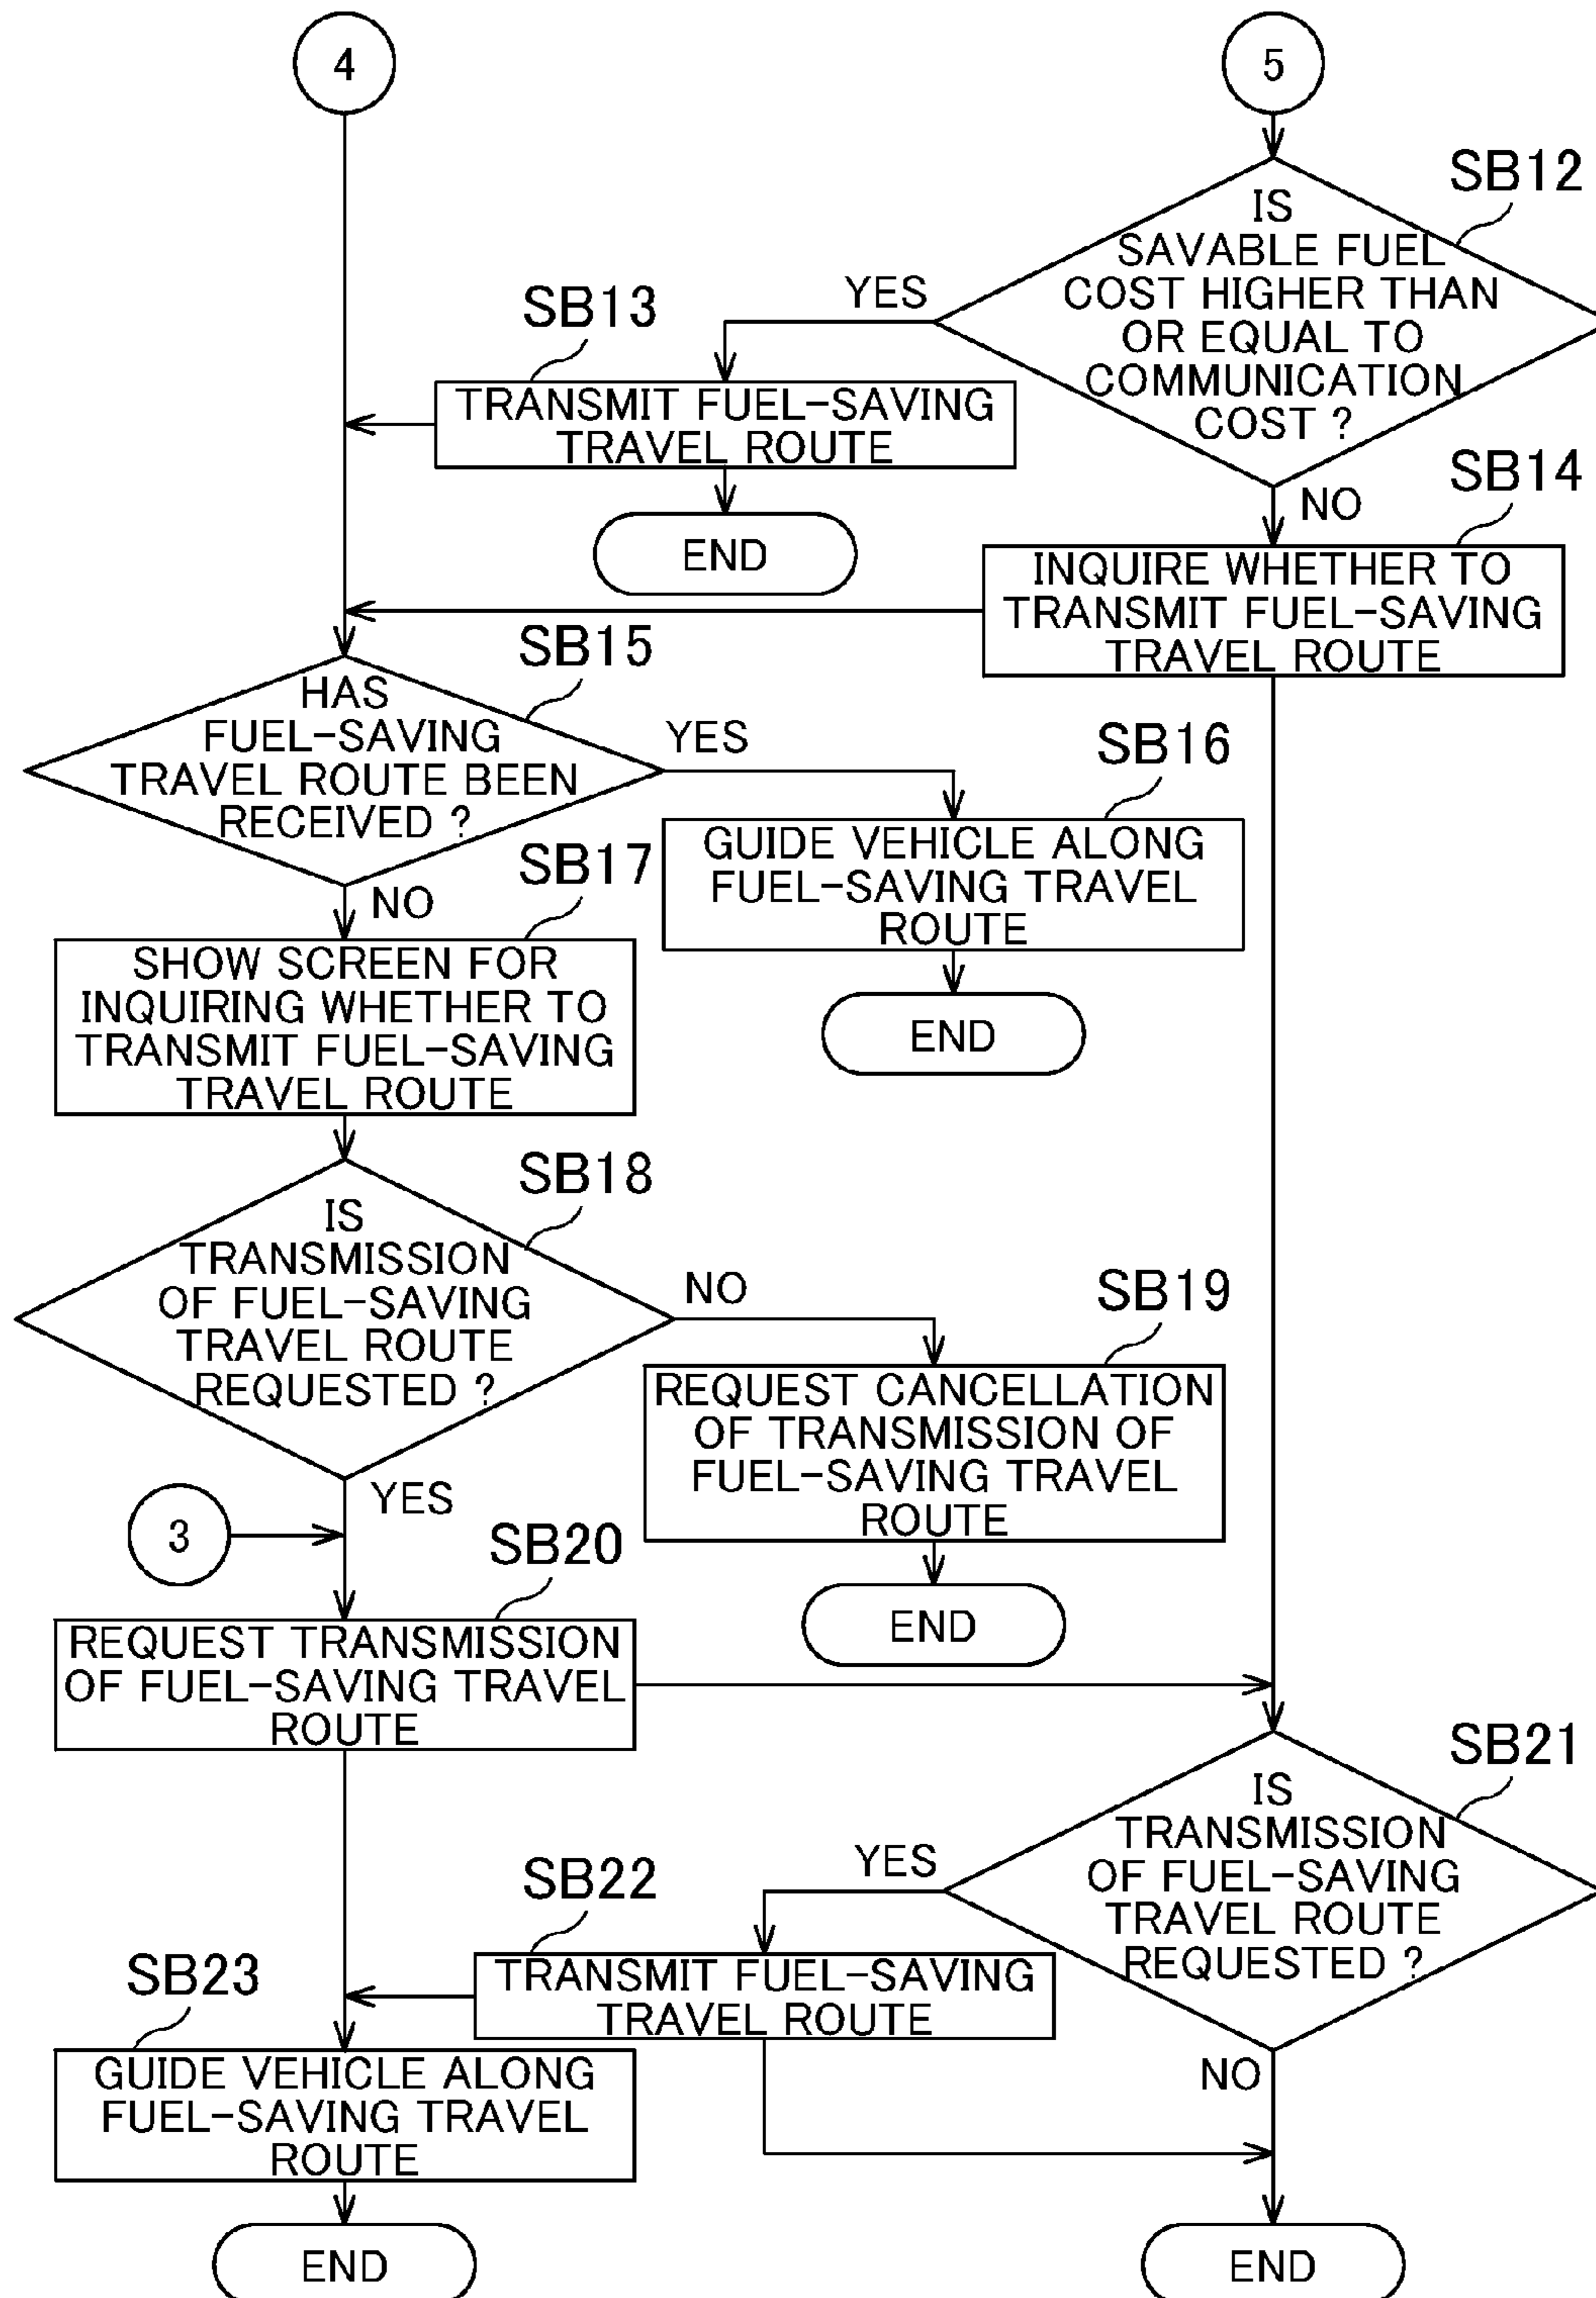 4
5
SB12
IS
SAVABLE FUEL
COST HIGHER THAN
OR EQUAL TO
COMMUNICATION
COST ?
YES
SB13
TRANSMIT FUEL-SAVING
TRAVEL ROUTE
END
NO
SB14
INQUIRE WHETHER TO
TRANSMIT FUEL-SAVING
TRAVEL ROUTE
SB15
HAS
FUEL-SAVING
TRAVEL ROUTE BEEN
RECEIVED ?
YES
SB16
GUIDE VEHICLE ALONG
FUEL-SAVING TRAVEL
ROUTE
END
NO
SB17
SHOW SCREEN FOR
INQUIRING WHETHER TO
TRANSMIT FUEL-SAVING
TRAVEL ROUTE
SB18
IS
TRANSMISSION
OF FUEL-SAVING
TRAVEL ROUTE
REQUESTED ?
NO
SB19
REQUEST CANCELLATION
OF TRANSMISSION OF
FUEL-SAVING TRAVEL
ROUTE
END
YES
3
SB20
REQUEST TRANSMISSION
OF FUEL-SAVING TRAVEL
ROUTE
SB21
IS
TRANSMISSION
OF FUEL-SAVING
TRAVEL ROUTE
REQUESTED ?
YES
SB22
TRANSMIT FUEL-SAVING
TRAVEL ROUTE
SB23
GUIDE VEHICLE ALONG
FUEL-SAVING TRAVEL
ROUTE
NO
END
END